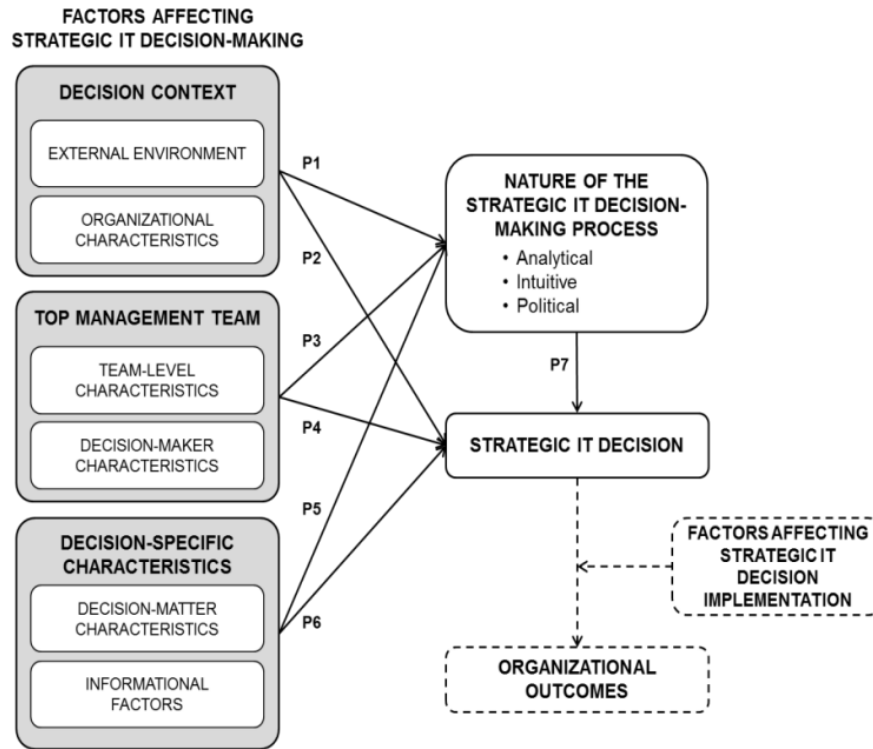 FACTORS AFFECTING
STRATEGIC IT DECISION-MAKING
DECISION CONTEXT
EXTERNAL ENVIRONMENT
ORGANIZATIONAL
CHARACTERISTICS
TOP MANAGEMENT TEAM
TEAM-LEVEL
CHARACTERISTICS
DECISION-MAKER
CHARACTERISTICS
DECISION-SPECIFIC
CHARACTERISTICS
DECISION-MATTER
CHARACTERISTICS
INFORMATIONAL
FACTORS
P1
P2
P3
P4
P5
P6
NATURE OF THE
STRATEGIC IT DECISION-
MAKING PROCESS
• Analytical
• Intuitive
• Political
P7
STRATEGIC IT DECISION
FACTORS AFFECTING
STRATEGIC IT
DECISION
IMPLEMENTATION
ORGANIZATIONAL
OUTCOMES